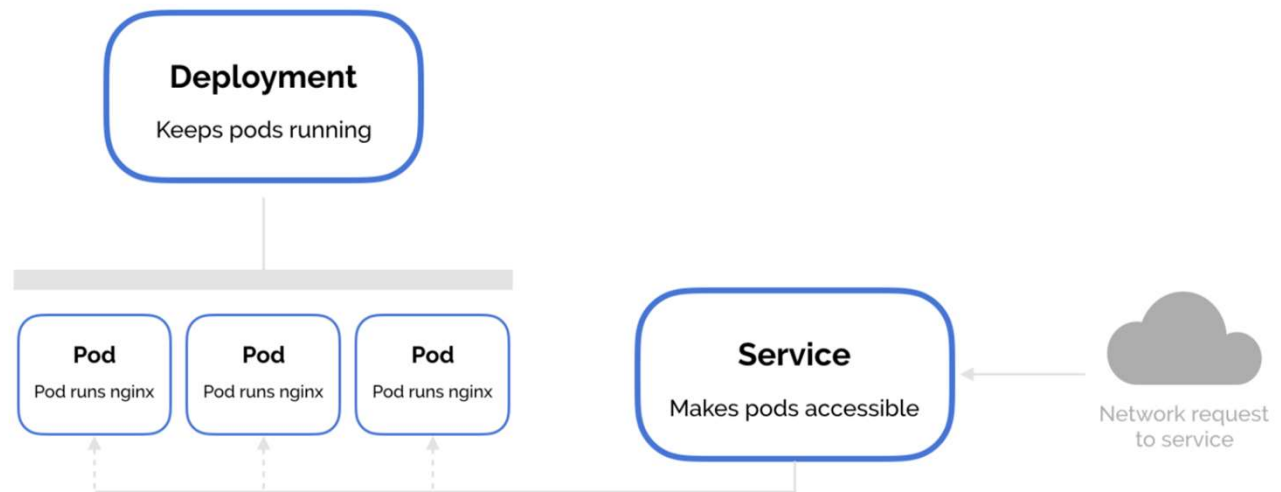 Deployment
Keeps pods running
Pod
Pod runs nginx
Pod
Pod runs nginx
Pod
Pod runs nginx
Service
Makes pods accessible
Network request
to service